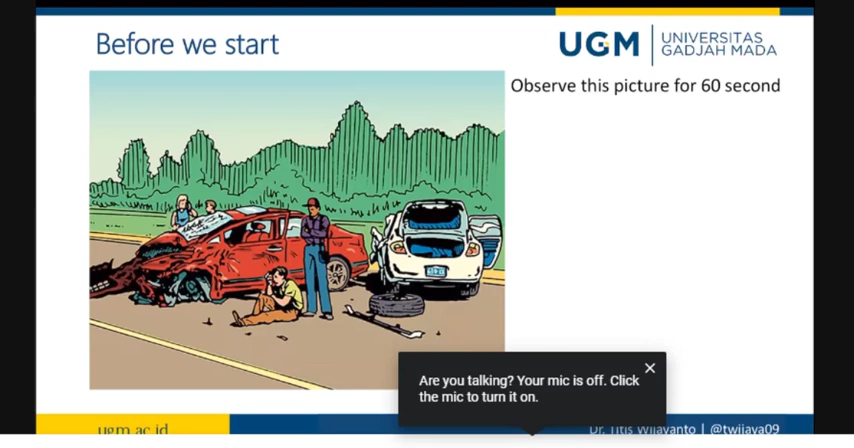 Before we start
UGM
UNIVERSITAS
GADJAH MADA
Observe this picture for 60 second
Are you talking? Your mic is off. Click
the mic to turn it on.
ugm.ac.id
Dr. Titis Wijayanto | @twijaya09